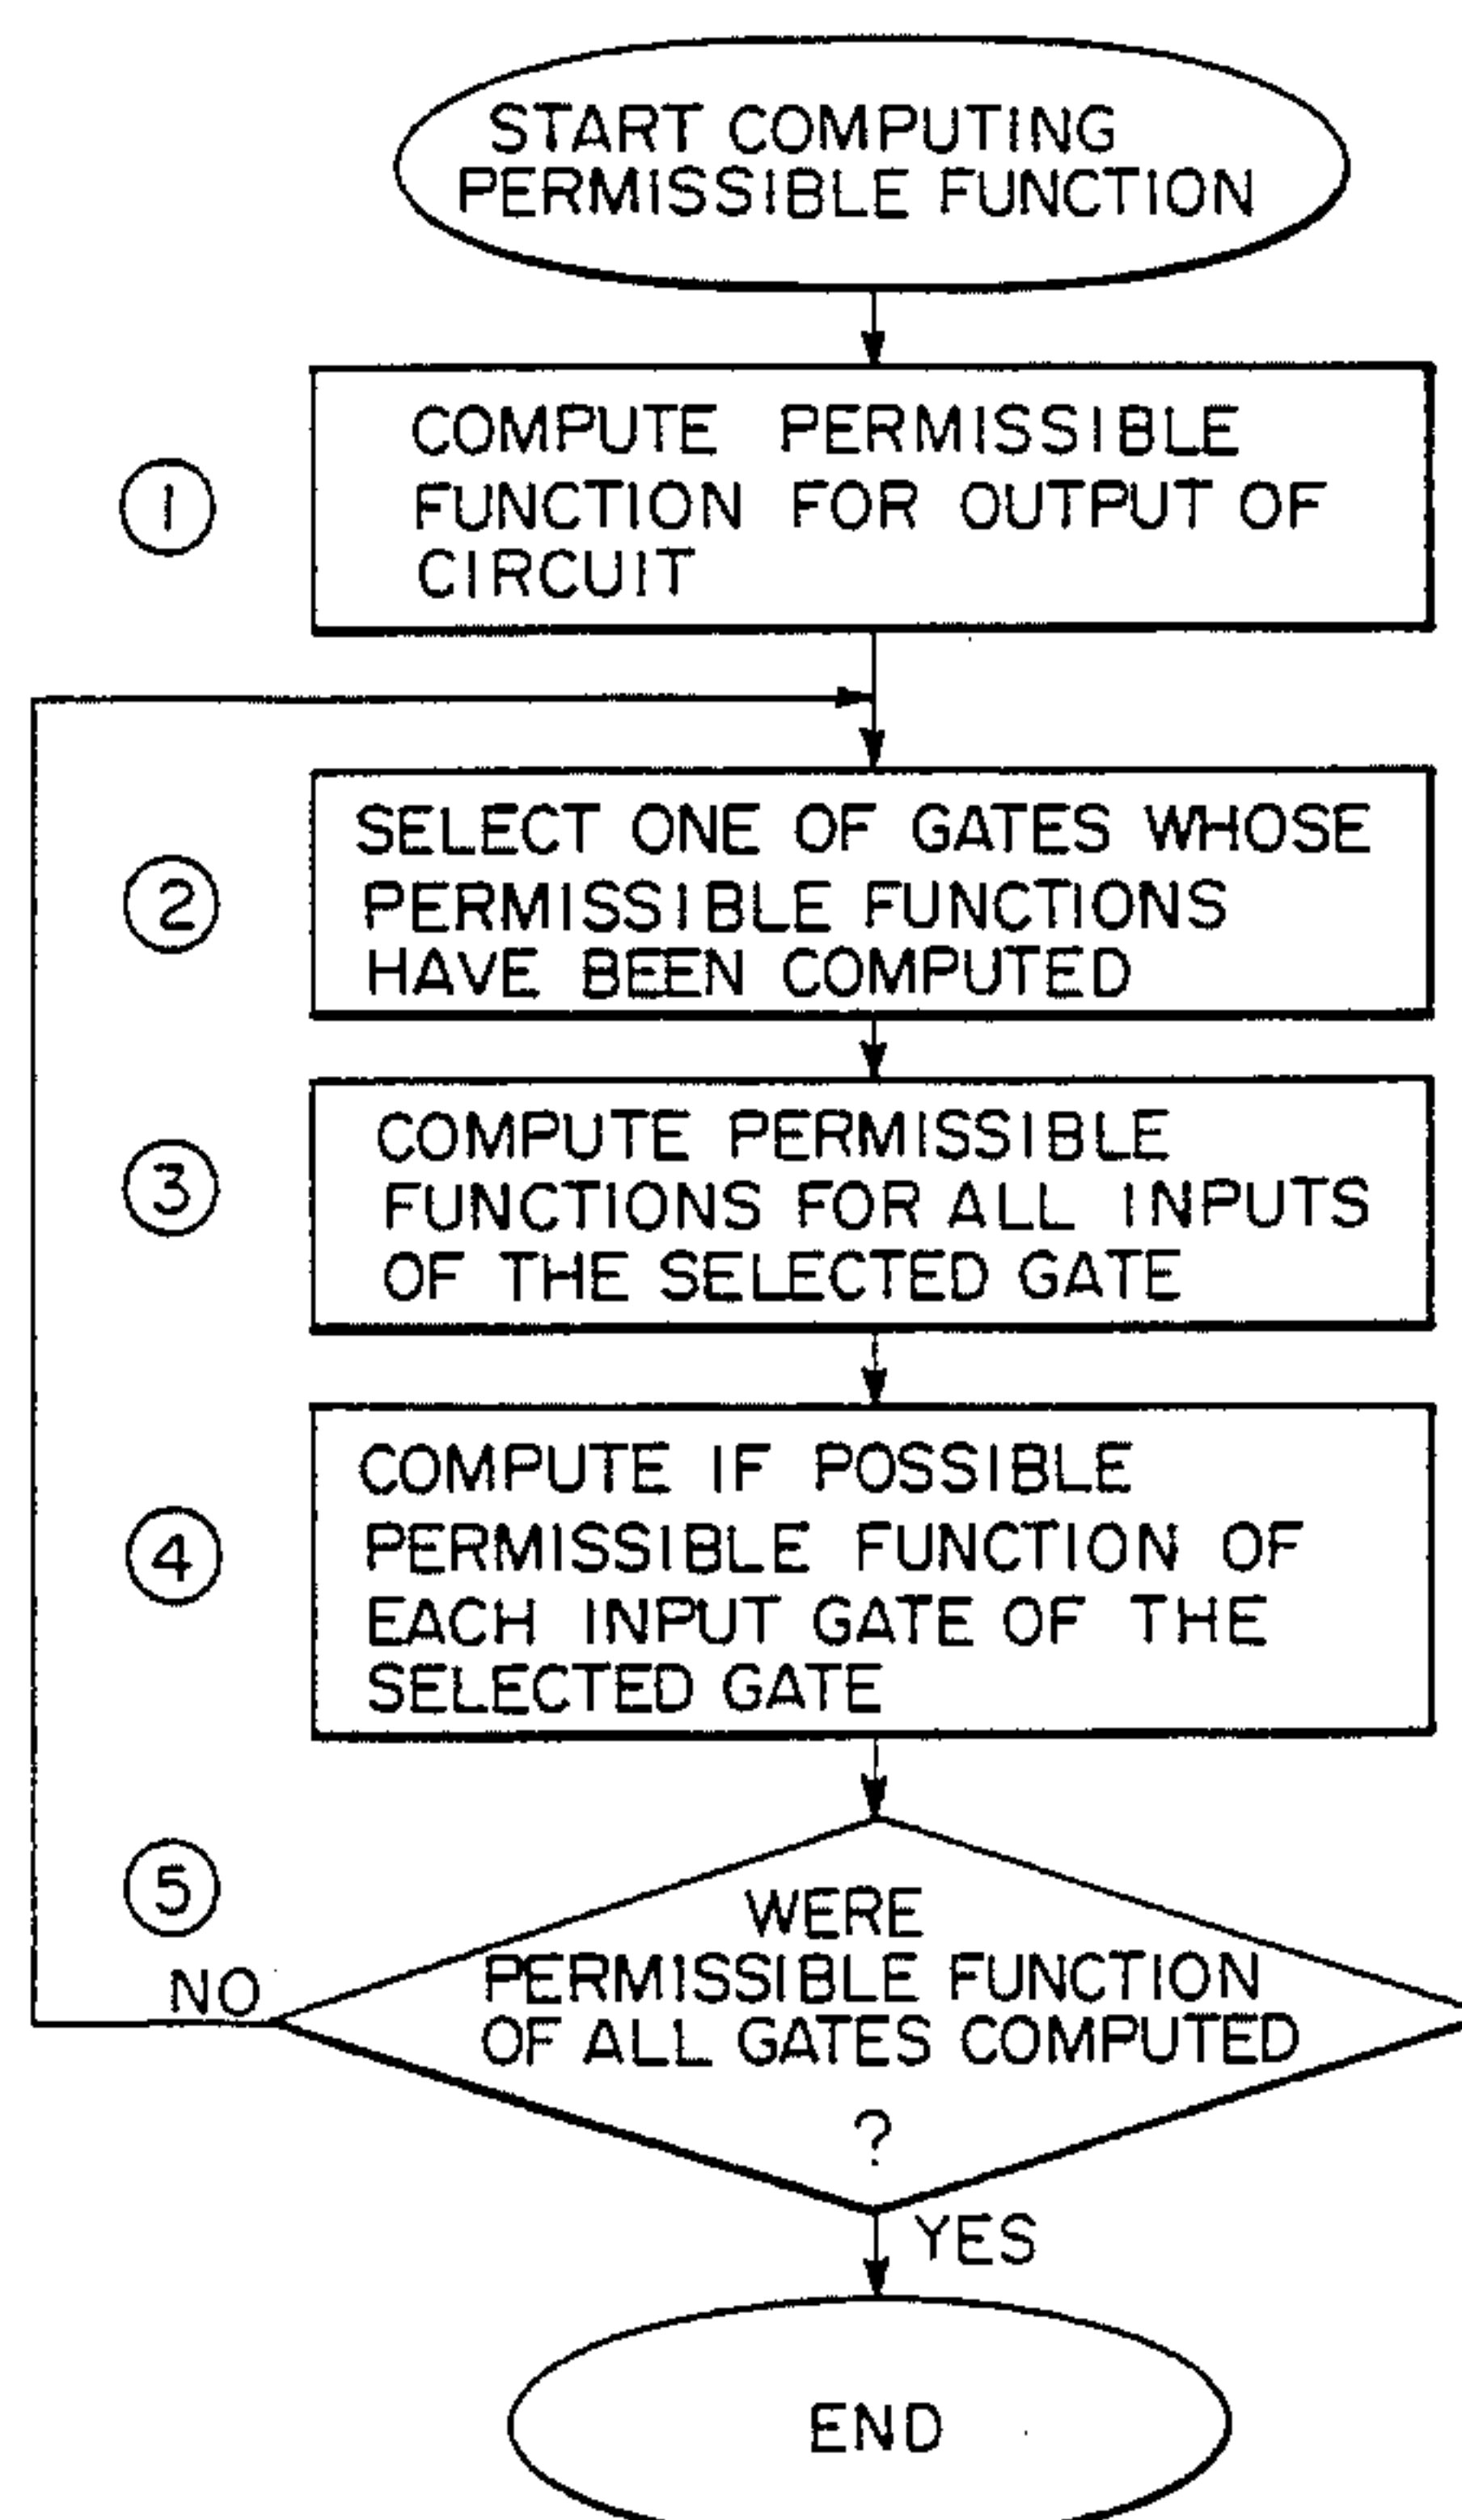 START COMPUTING
PERMISSIBLE FUNCTION
1
COMPUTE PERMISSIBLE
FUNCTION FOR OUTPUT OF
CIRCUIT
2
SELECT ONE OF GATES WHOSE
PERMISSIBLE FUNCTIONS
HAVE BEEN COMPUTED
3
COMPUTE PERMISSIBLE
FUNCTIONS FOR ALL INPUTS
OF THE SELECTED GATE
4
COMPUTE IF POSSIBLE
PERMISSIBLE FUNCTION OF
EACH INPUT GATE OF THE
SELECTED GATE
5
WERE
PERMISSIBLE FUNCTION
OF ALL GATES COMPUTED
?
NO
YES
END